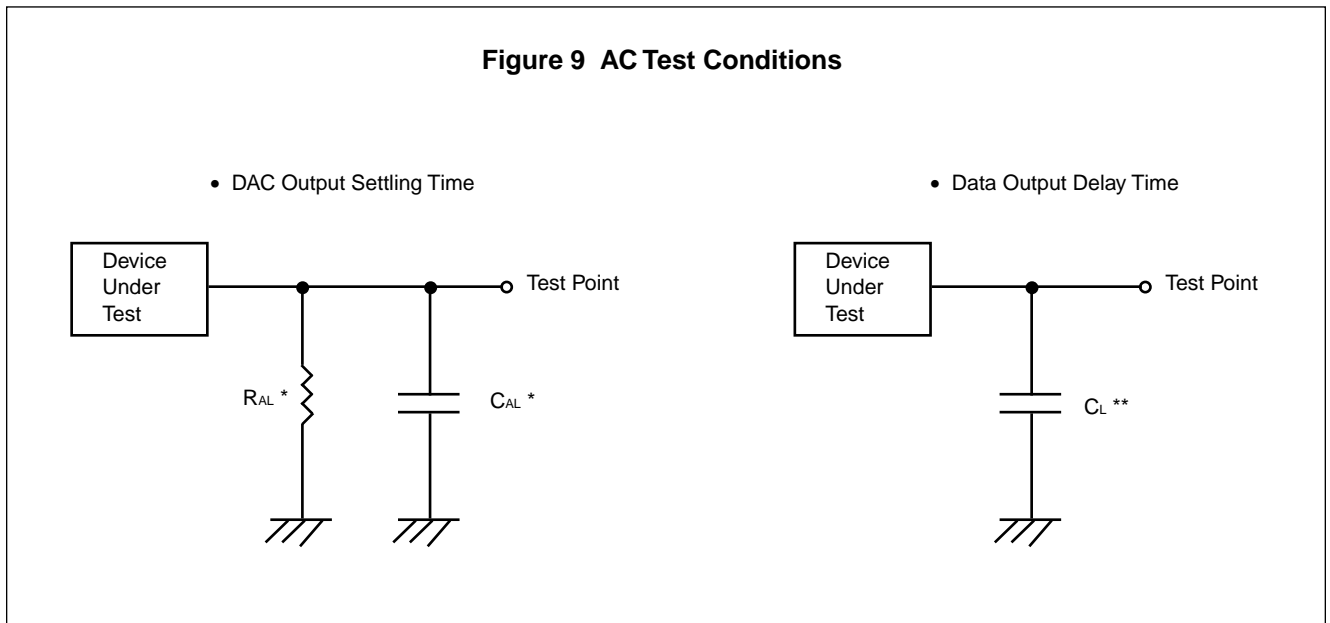 Figure 9 AC Test Conditions
• DAC Output Settling Time
Device
Under
Test
Test Point
RAL *
CAL *
• Data Output Delay Time
Device
Under
Test
Test Point
CL **